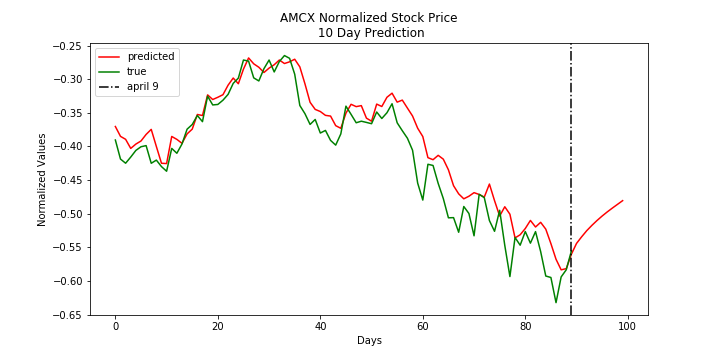 AMCX Normalized Stock Price
10 Day Prediction
predicted
true
april 9
Normalized Values
−0.25
−0.30
−0.35
−0.40
−0.45
−0.50
−0.55
−0.60
−0.65
0 20 40 60 80 100
Days